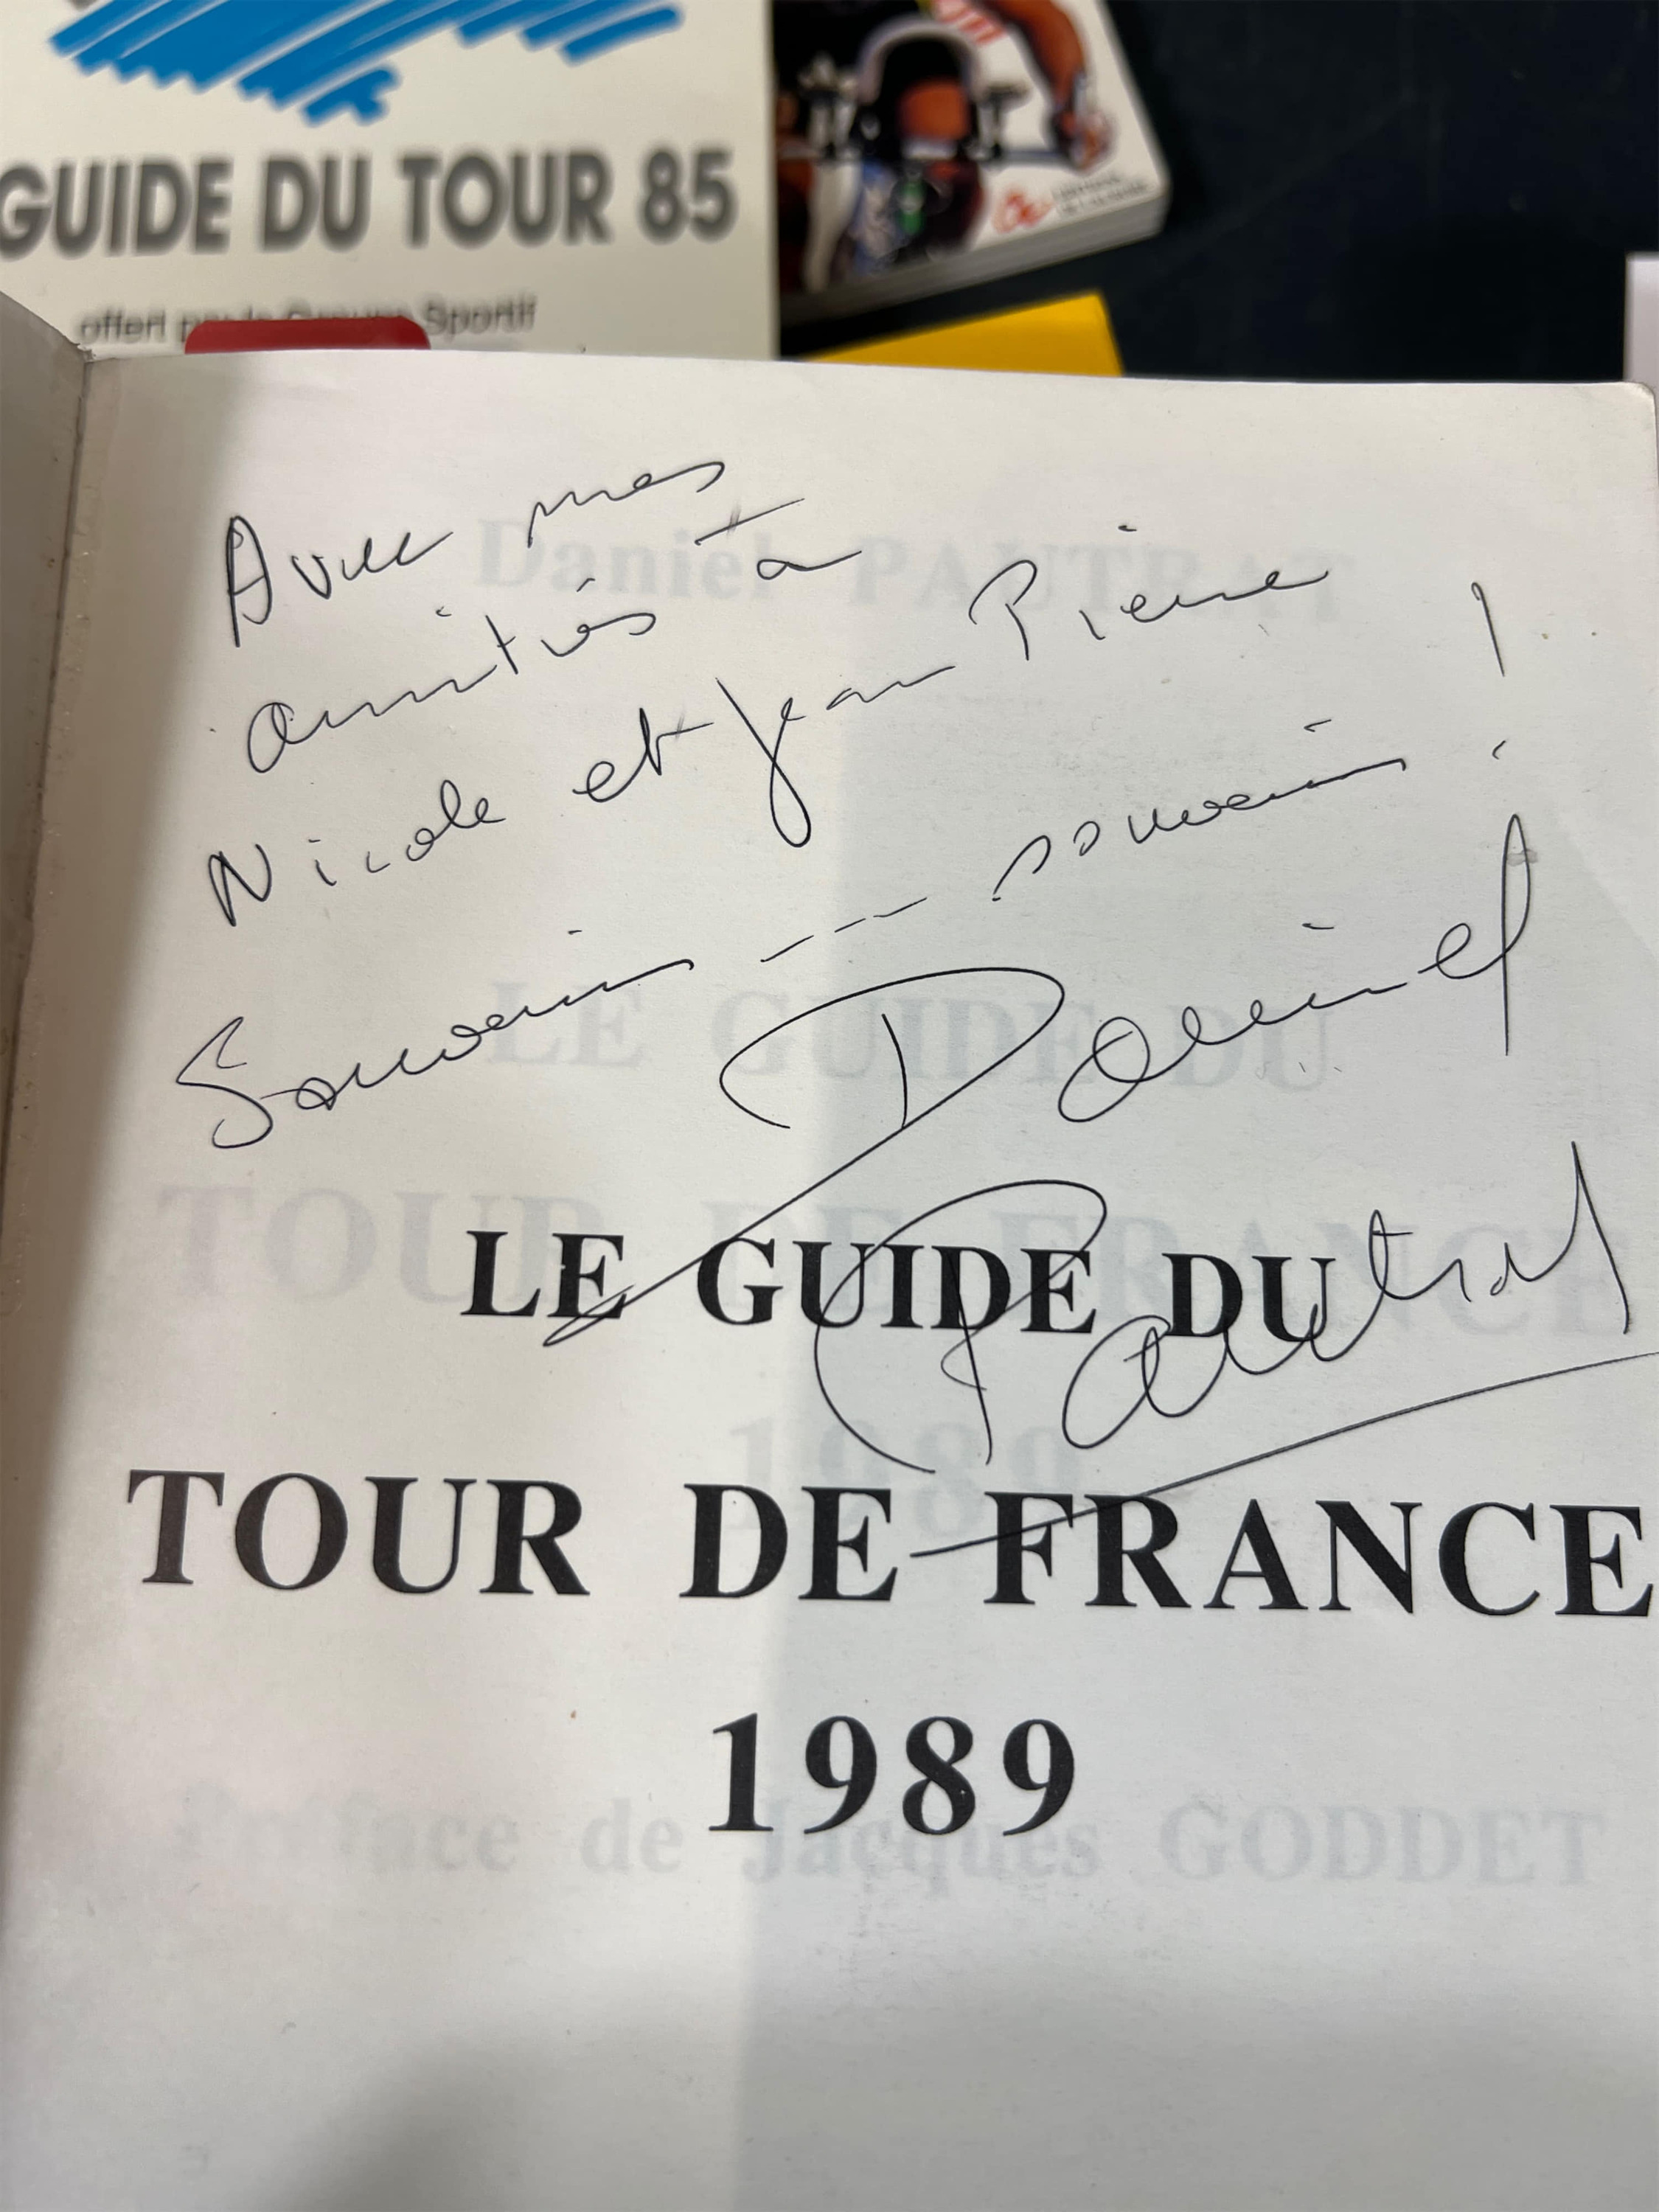 GUIDE DU TOUR 85
offert par le Groupe Sportif
Avec mes
amitiés à
Nicole et Jean Pierre
Souvenirs --- souvenirs !
Daniel
Pautrat
Daniel PAUTRAT
LE GUIDE DU
TOUR DE FRANCE
1989
LE GUIDE DU
TOUR DE FRANCE
1989
Préface de Jacques GODDET